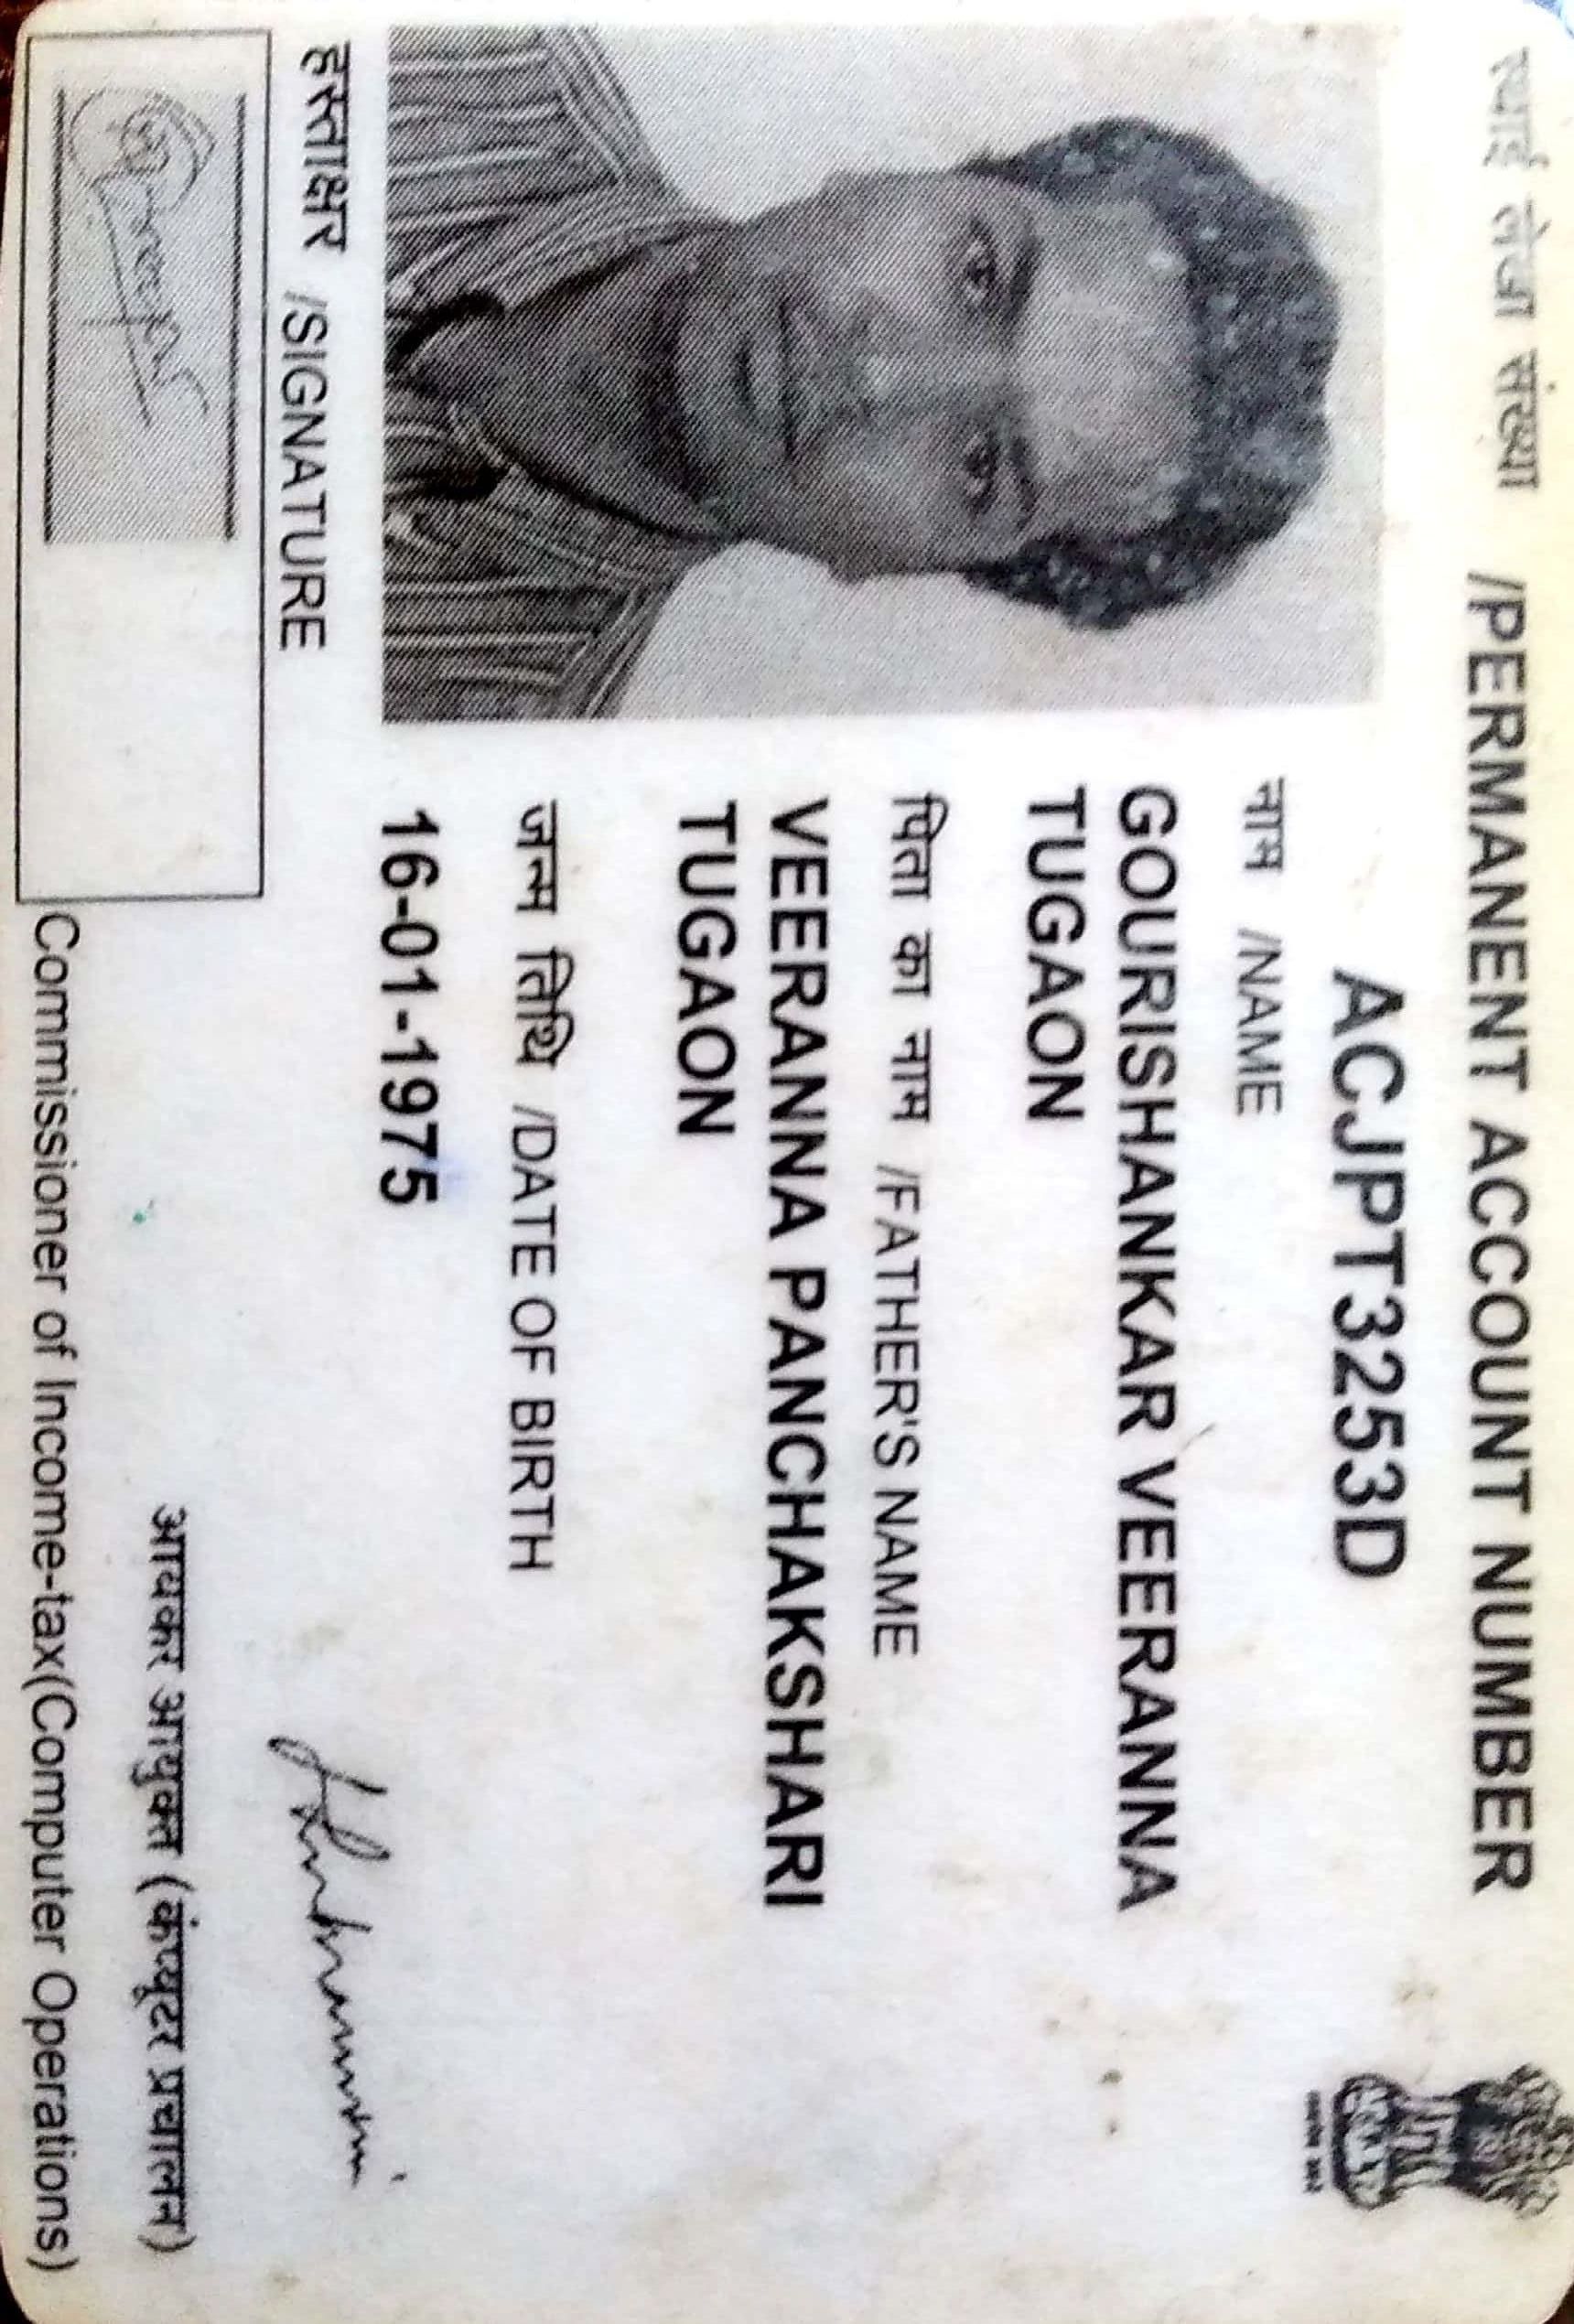 स्थाई लेखा संख्या /PERMANENT ACCOUNT NUMBER
ACJPT3253D
नाम /NAME
GOURISHANKAR VEERANNA
TUGAON
पिता का नाम /FATHER'S NAME
VEERANNA PANCHAKSHARI
TUGAON
जन्म तिथि /DATE OF BIRTH
16-01-1975
हस्ताक्षर /SIGNATURE
आयकर आयुक्त (कंप्यूटर प्रचालन)
Commissioner of Income-tax(Computer Operations)